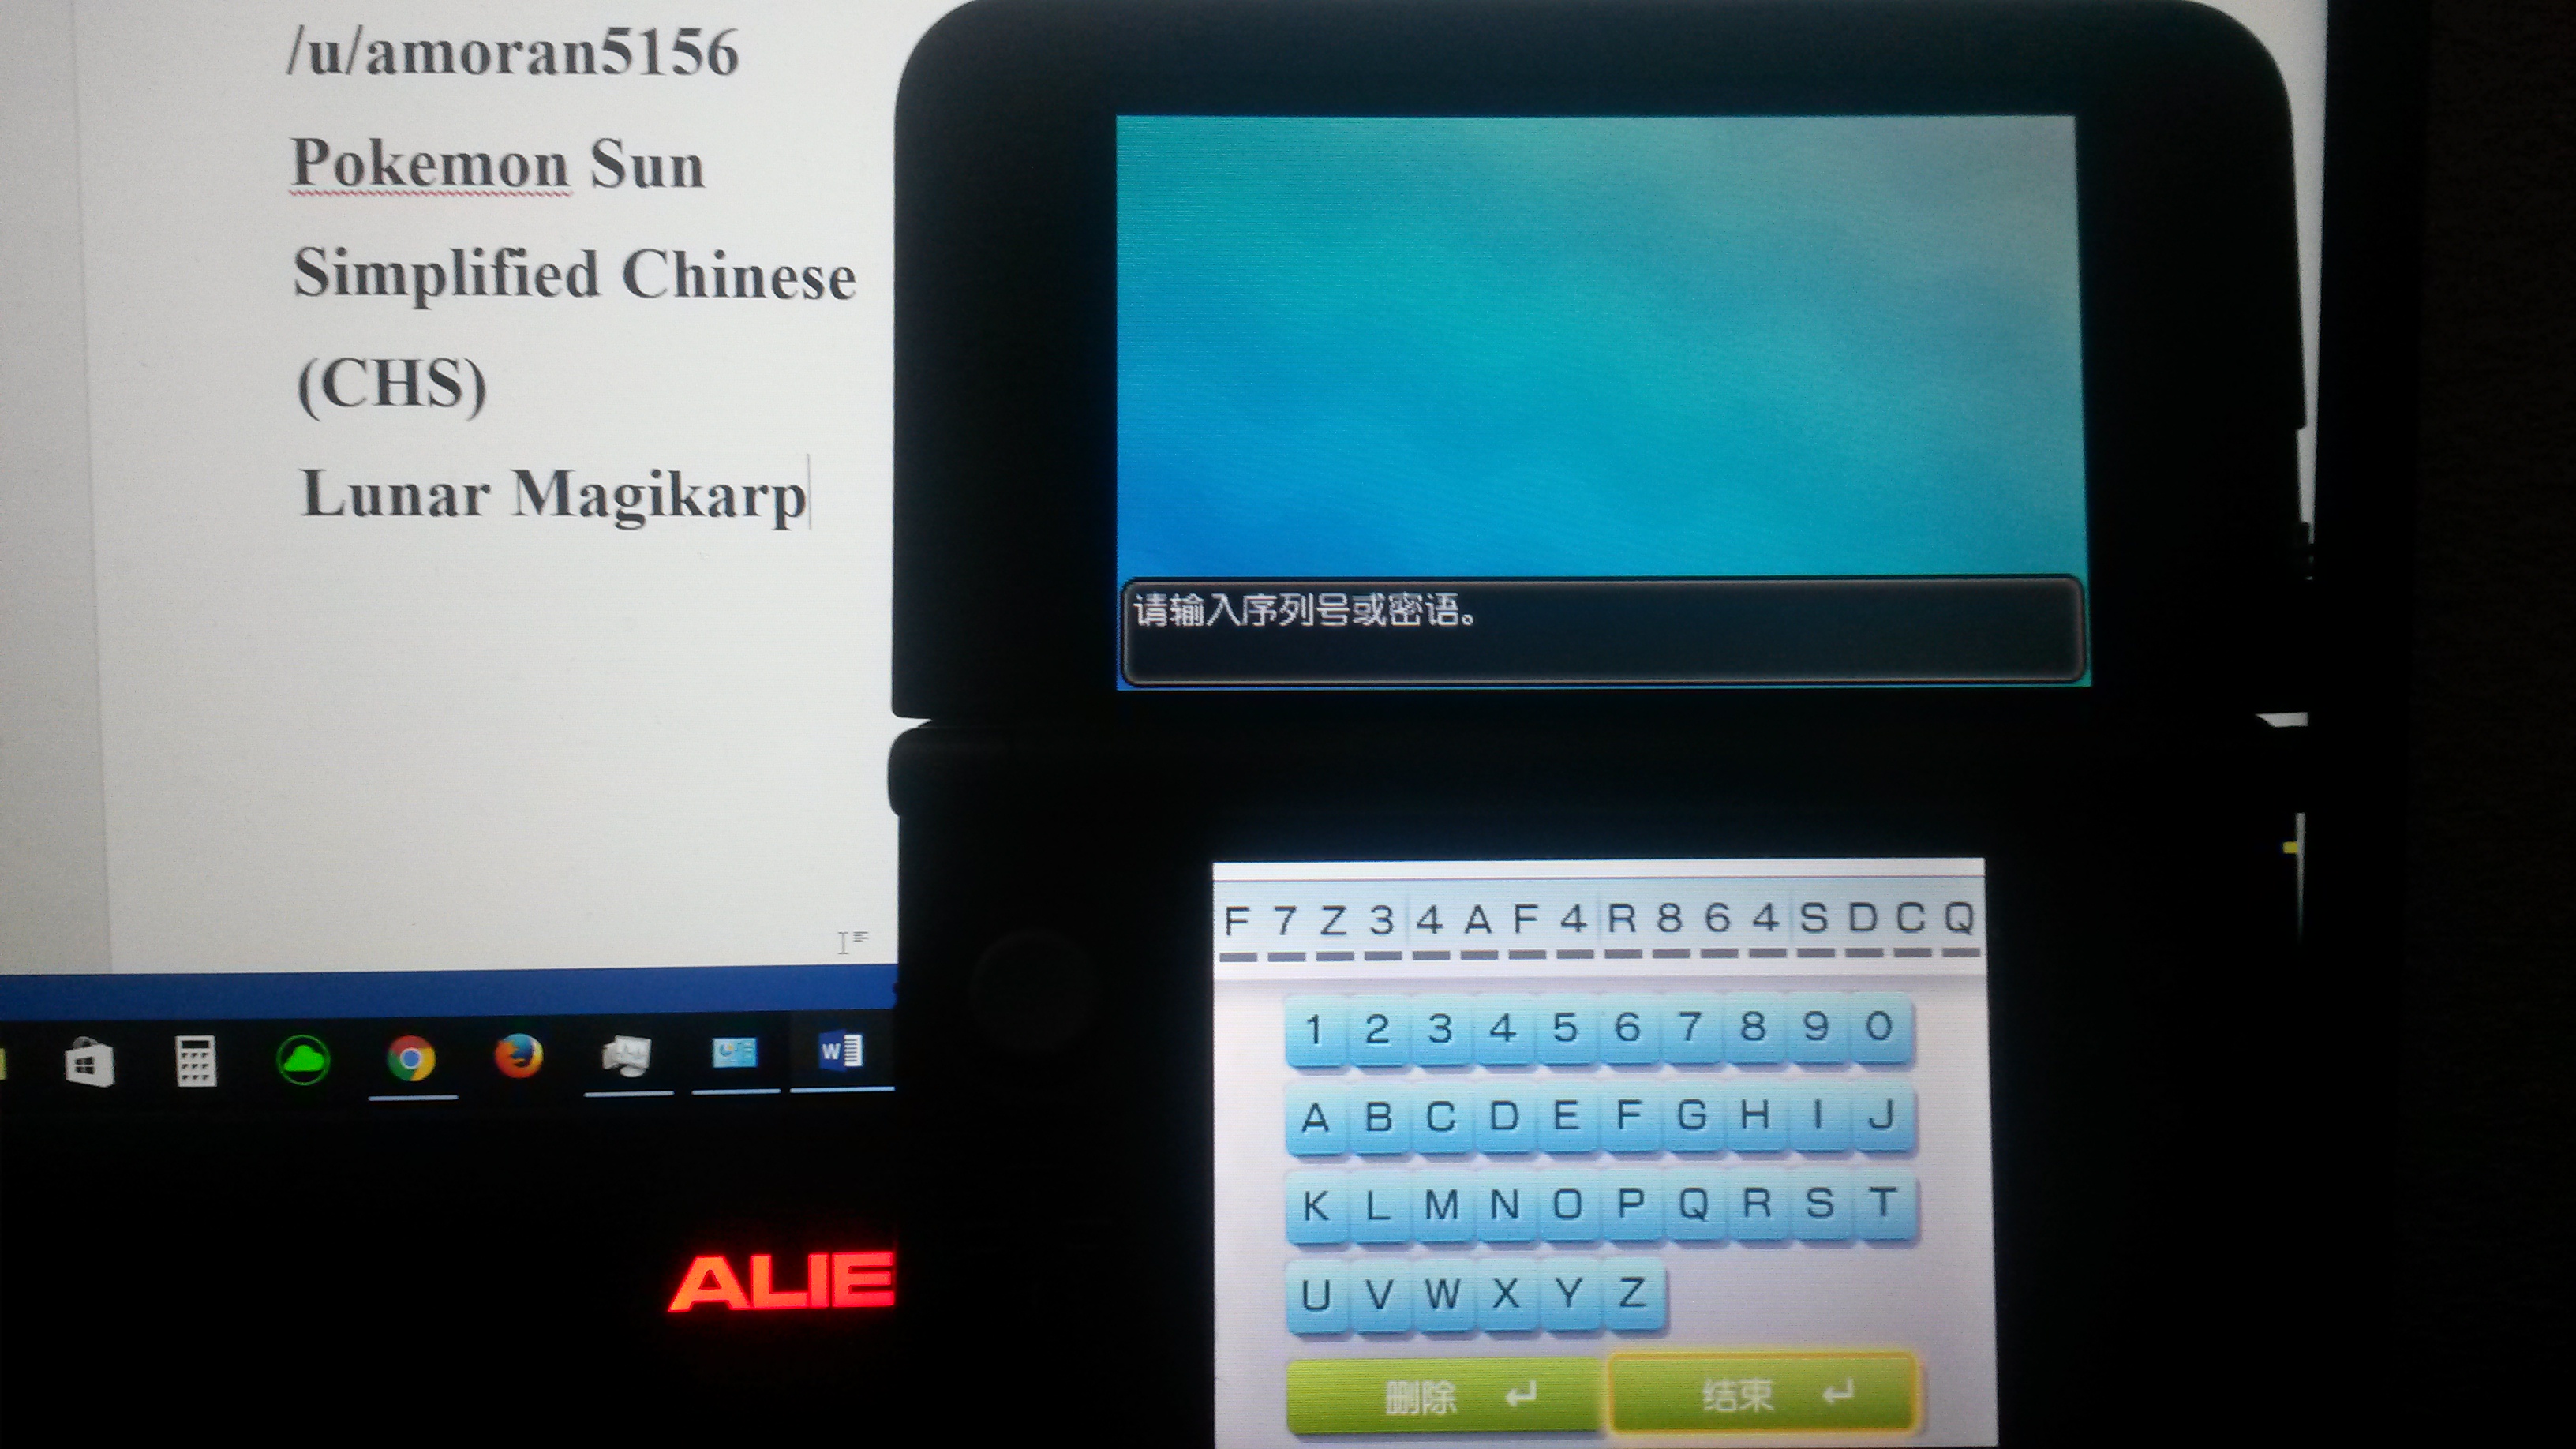 /u/amoran5156
Pokemon Sun
Simplified Chinese
(CHS)
Lunar Magikarp
请输入序列号或密语。
F 7 Z 3 4 A F 4 R 8 6 4 S D C Q
1 2 3 4 5 6 7 8 9 0
A B C D E F G H I J
K L M N O P Q R S T
U V W X Y Z
删除 结束
W
ALIE